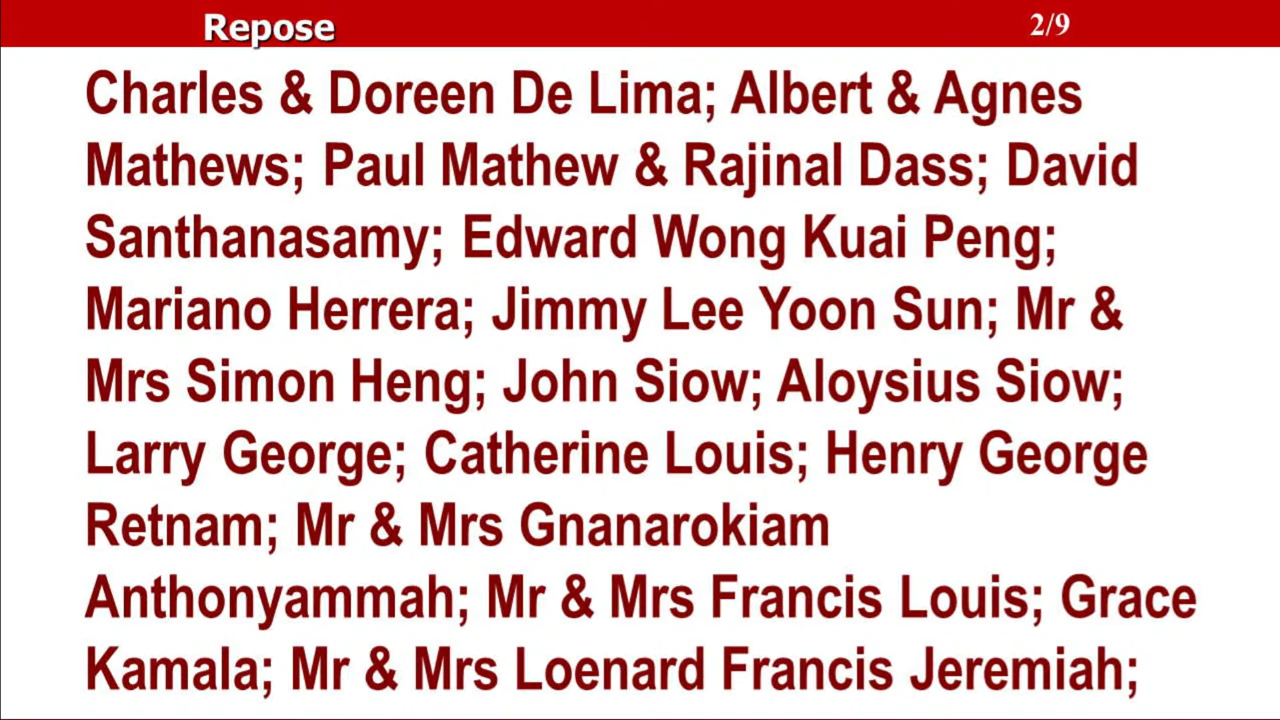 Repose 2/9
Charles & Doreen De Lima; Albert & Agnes
Mathews; Paul Mathew & Rajinal Dass; David
Santhanasamy; Edward Wong Kuai Peng;
Mariano Herrera; Jimmy Lee Yoon Sun; Mr &
Mrs Simon Heng; John Siow; Aloysius Siow;
Larry George; Catherine Louis; Henry George
Retnam; Mr & Mrs Gnanarokiam
Anthonyammah; Mr & Mrs Francis Louis; Grace
Kamala; Mr & Mrs Loenard Francis Jeremiah;